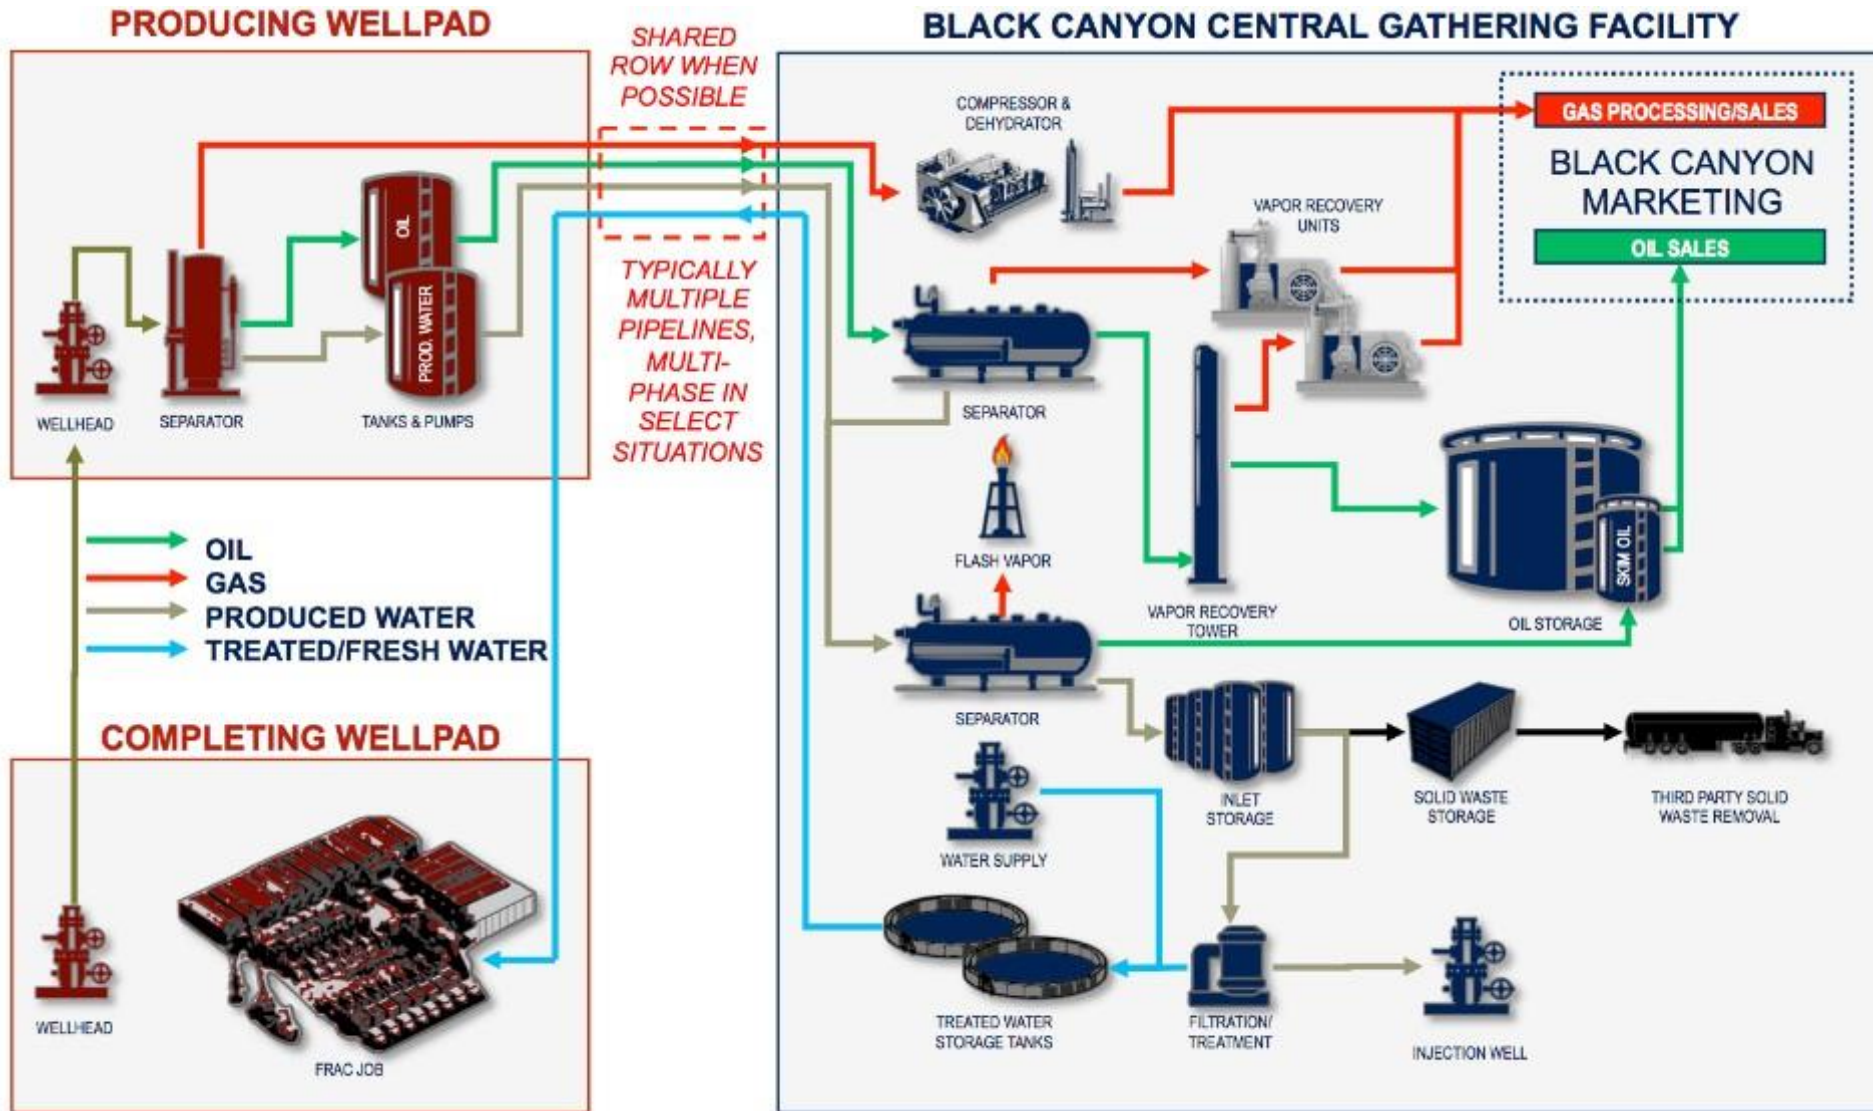 PRODUCING WELLPAD
SHARED
ROW WHEN
POSSIBLE
BLACK CANYON CENTRAL GATHERING FACILITY
COMPRESSOR &
DEHYDRATOR
GAS PROCESSING/SALES
BLACK CANYON
MARKETING
OIL SALES
VAPOR RECOVERY
UNITS
OIL
PROD. WATER
WELLHEAD
SEPARATOR
TANKS & PUMPS
TYPICALLY
MULTIPLE
PIPELINES,
MULTI-
PHASE IN
SELECT
SITUATIONS
SEPARATOR
FLASH VAPOR
VAPOR RECOVERY
TOWER
SKIM OIL
OIL STORAGE
OIL
GAS
PRODUCED WATER
TREATED/FRESH WATER
SEPARATOR
INLET
STORAGE
SOLID WASTE
STORAGE
THIRD PARTY SOLID
WASTE REMOVAL
WATER SUPPLY
TREATED WATER
STORAGE TANKS
FILTRATION/
TREATMENT
INJECTION WELL
COMPLETING WELLPAD
WELLHEAD
FRAC JOB